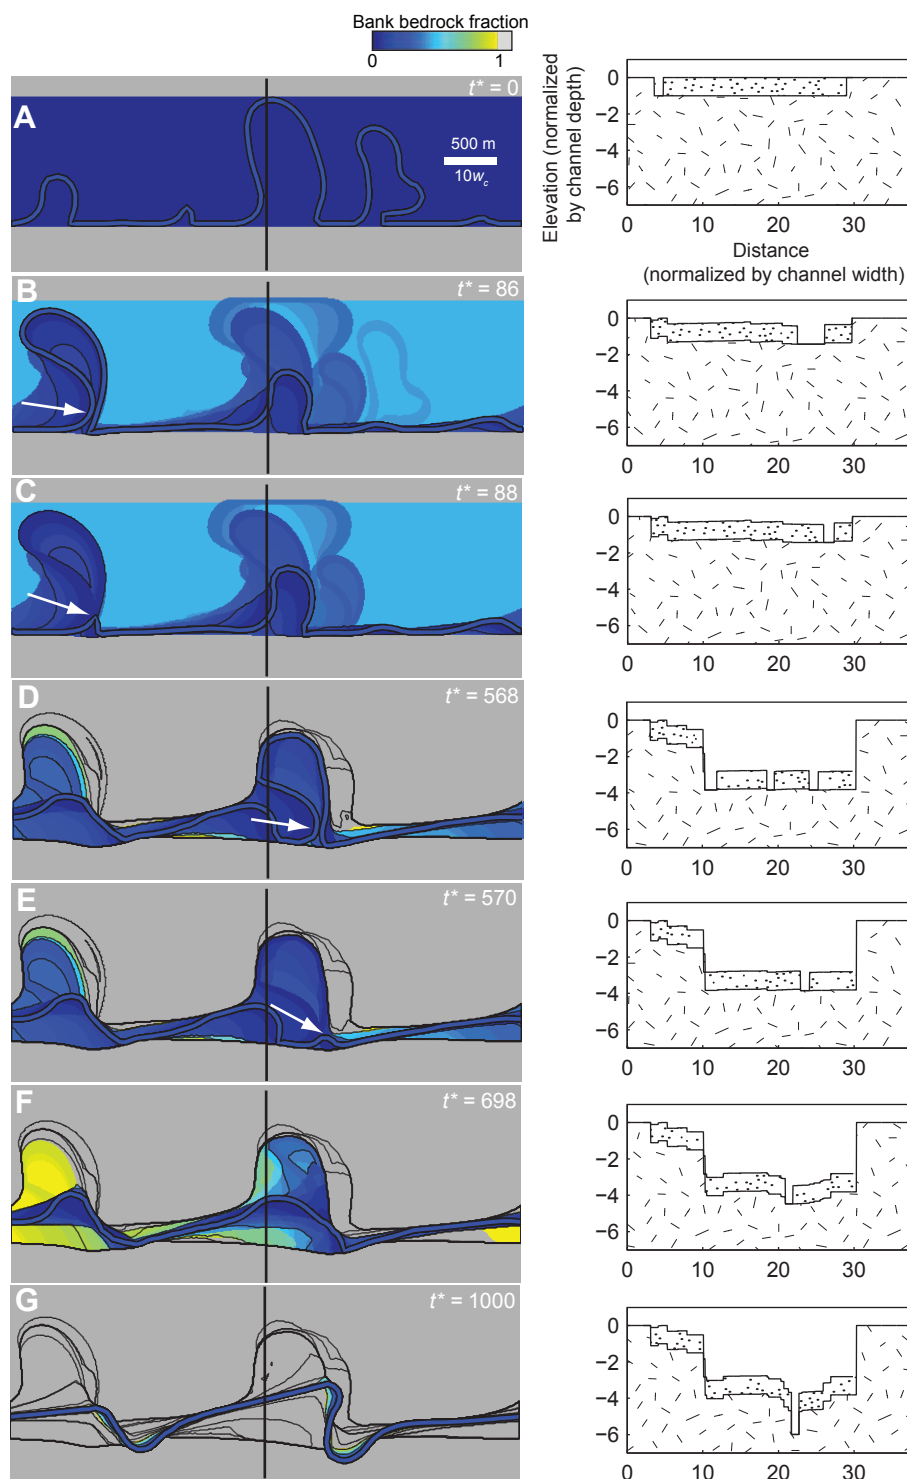 Bank bedrock fraction
0 1
A
t* = 0
500 m
10wc
Elevation (normalized
by channel depth)
0
−2
−4
−6
0 10 20 30
Distance
(normalized by channel width)
B
t* = 86
0
−2
−4
−6
0 10 20 30
C
t* = 88
0
−2
−4
−6
0 10 20 30
D
t* = 568
0
−2
−4
−6
0 10 20 30
E
t* = 570
0
−2
−4
−6
0 10 20 30
F
t* = 698
0
−2
−4
−6
0 10 20 30
G
t* = 1000
0
−2
−4
−6
0 10 20 30